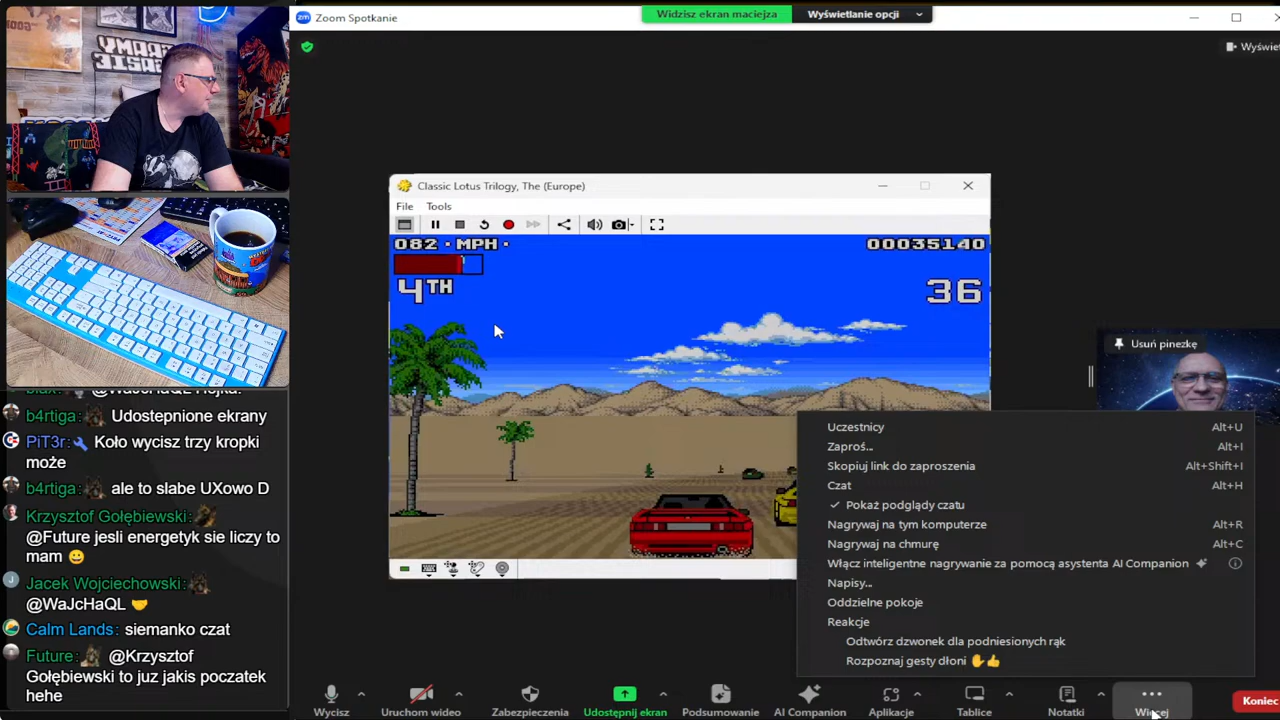 Zoom Spotkanie
Widzisz ekran maciejza
Wyświetlanie opcji
Wyświet
GRAMY
NA GAZIE
Classic Lotus Trilogy, The (Europe)
File Tools
082 · MPH ·
00035140
4TH
36
Usuń pinezkę
b4rtiga: Udostepnione ekrany
PiT3r: Koło wycisz trzy kropki
może
b4rtiga: ale to slabe UXowo D
Krzysztof Gołębiewski:
@Future jesli energetyk sie liczy to
mam 😀
Jacek Wojciechowski:
@WaJcHaQL 🤝
Calm Lands: siemanko czat
Future: @Krzysztof
Gołębiewski to juz jakis poczatek
hehe
Uczestnicy Alt+U
Zaproś... Alt+I
Skopiuj link do zaproszenia Alt+Shift+I
Czat Alt+H
✓ Pokaż podglądy czatu
Nagrywaj na tym komputerze Alt+R
Nagrywaj na chmurę Alt+C
Włącz inteligentne nagrywanie za pomocą asystenta AI Companion
Napisy...
Oddzielne pokoje
Reakcje
Odtwórz dzwonek dla podniesionych rąk
Rozpoznaj gesty dłoni ✋👍
Wycisz
Uruchom wideo
Zabezpieczenia
Udostępnij ekran
Podsumowanie
AI Companion
Aplikacje
Tablice
Notatki
Więcej
Koniec